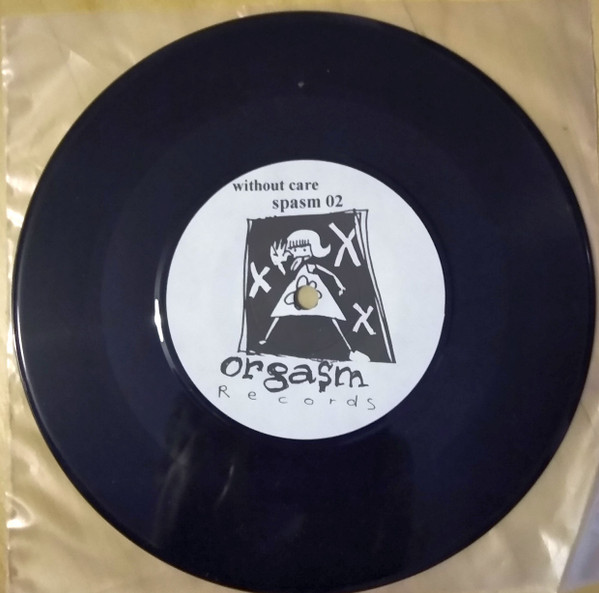 without care
spasm 02
X
X
X
orgasm
Records